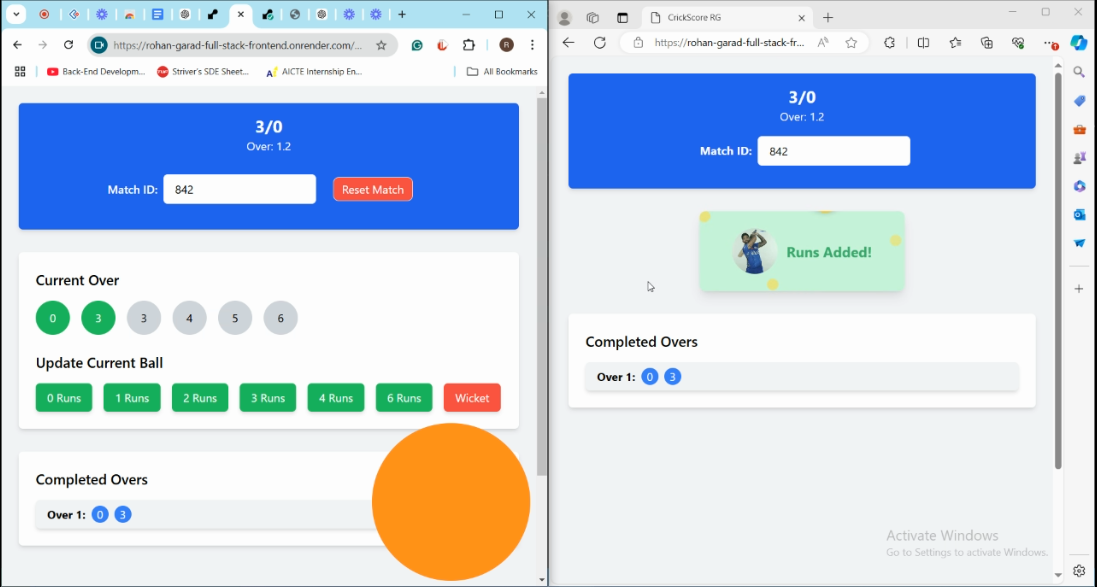 https://rohan-garad-full-stack-frontend.onrender.com/...
Back-End Developm...
Striver's SDE Sheet...
AICTE Internship En...
All Bookmarks
3/0
Over: 1.2
Match ID: 842 Reset Match
Current Over
0 3 3 4 5 6
Update Current Ball
0 Runs 1 Runs 2 Runs 3 Runs 4 Runs 6 Runs Wicket
Completed Overs
Over 1: 0 3
CrickScore RG
https://rohan-garad-full-stack-fr...
3/0
Over: 1.2
Match ID: 842
Runs Added!
Completed Overs
Over 1: 0 3
Activate Windows
Go to Settings to activate Windows.